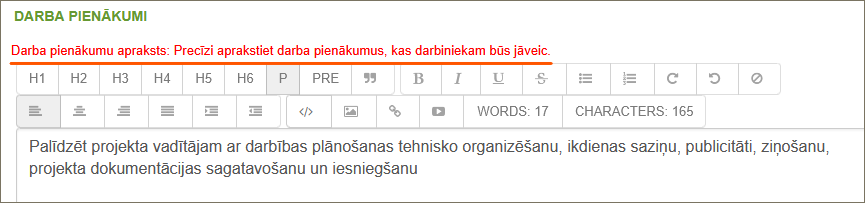 DARBA PIENĀKUMI
Darba pienākumu apraksts: Precīzi aprakstiet darba pienākumus, kas darbiniekam būs jāveic.
H1 H2 H3 H4 H5 H6 P PRE B I U S
WORDS: 17 CHARACTERS: 165
Palīdzēt projekta vadītājam ar darbības plānošanas tehnisko organizēšanu, ikdienas saziņu, publicitāti, ziņošanu,
projekta dokumentācijas sagatavošanu un iesniegšanu